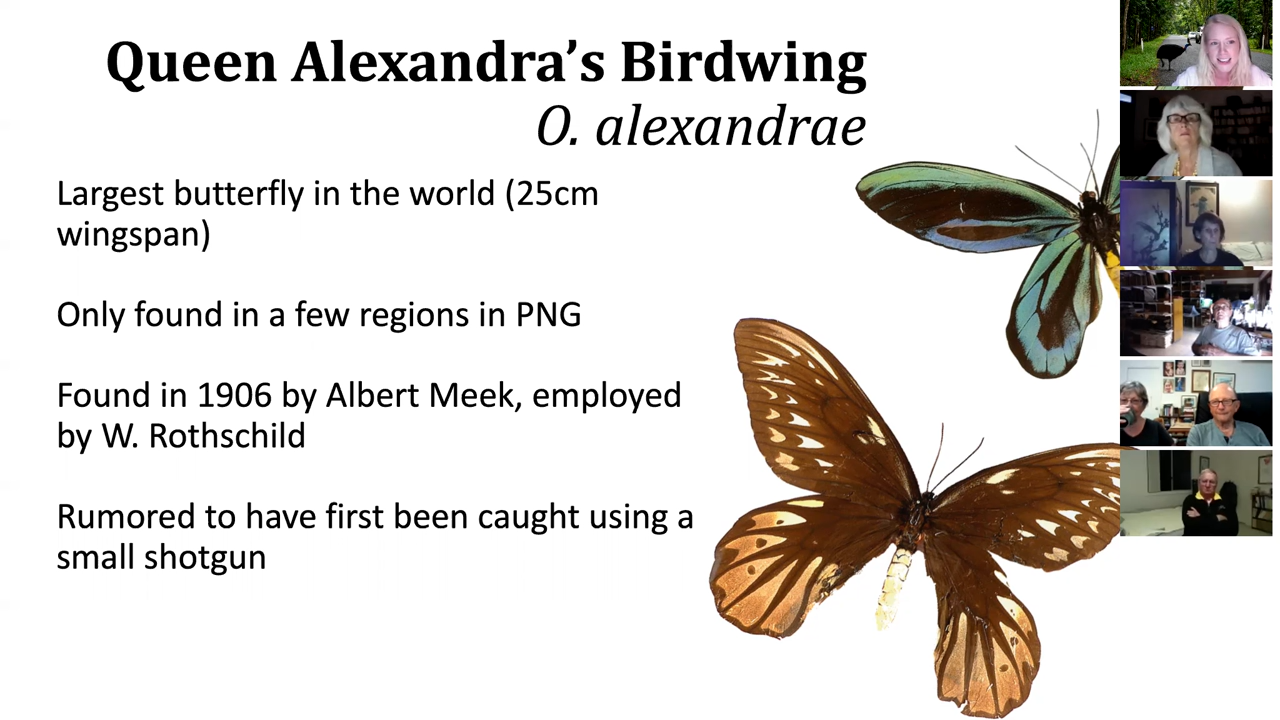 Queen Alexandra’s Birdwing
O. alexandrae
Largest butterfly in the world (25cm
wingspan)
Only found in a few regions in PNG
Found in 1906 by Albert Meek, employed
by W. Rothschild
Rumored to have first been caught using a
small shotgun